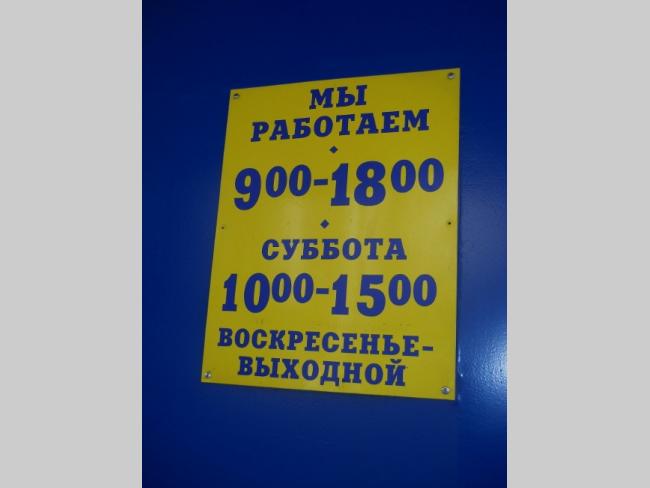 МЫ
РАБОТАЕМ
900-1800
СУББОТА
1000-1500
ВОСКРЕСЕНЬЕ-
ВЫХОДНОЙ